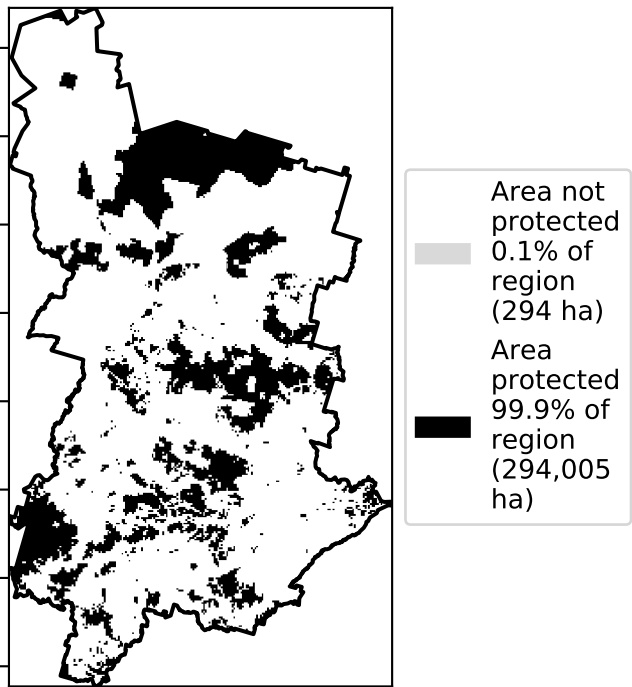 Area not
protected
0.1% of
region
(294 ha)
Area
protected
99.9% of
region
(294,005
ha)